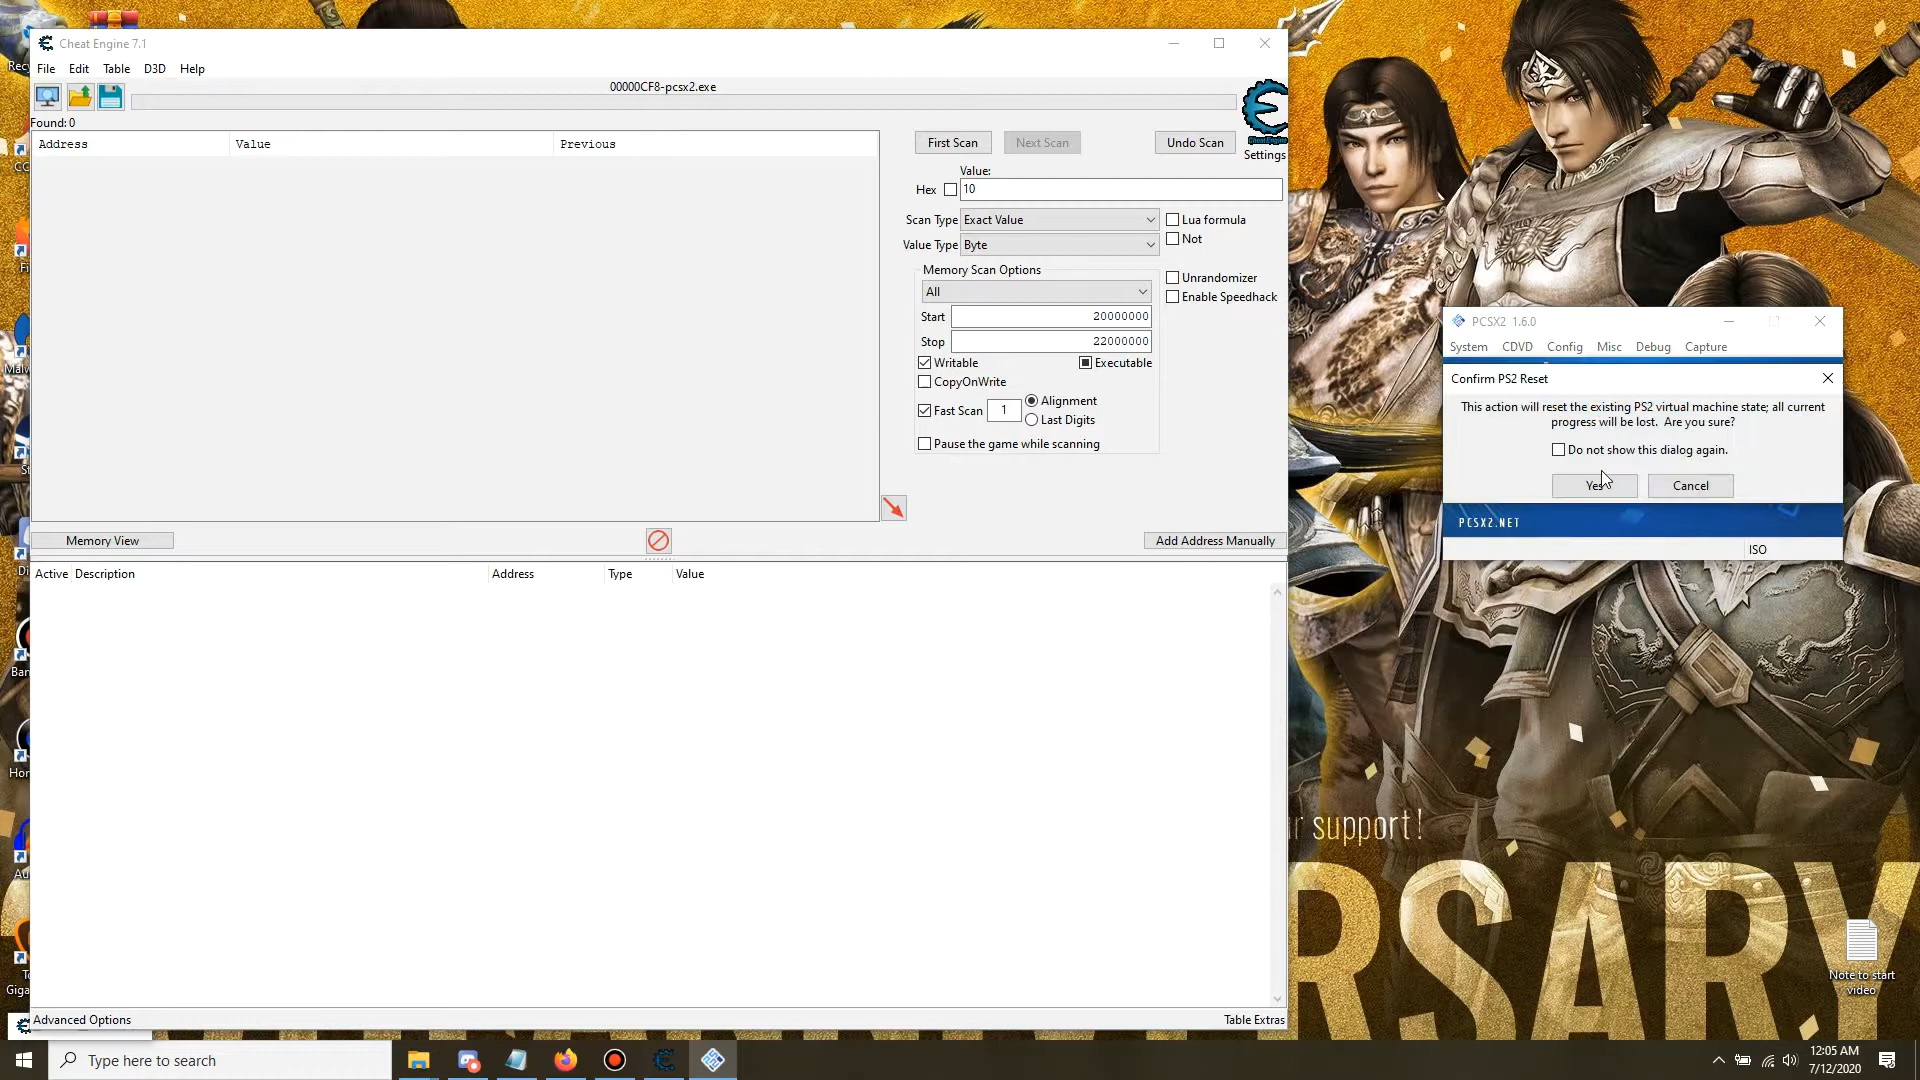 Cheat Engine 7.1
File Edit Table D3D Help
00000CF8-pcsx2.exe
Found: 0
Address Value Previous
First Scan Next Scan Undo Scan
Settings
Value:
Hex 10
Scan Type Exact Value Lua formula
Not
Value Type Byte
Memory Scan Options
All
Unrandomizer
Enable Speedhack
Start 20000000
Stop 22000000
Writable Executable
CopyOnWrite
Fast Scan 1 Alignment
Last Digits
Pause the game while scanning
Memory View Add Address Manually
Active Description Address Type Value
Advanced Options Table Extras
PCSX2 1.6.0
System CDVD Config Misc Debug Capture
Confirm PS2 Reset
This action will reset the existing PS2 virtual machine state; all current
progress will be lost. Are you sure?
Do not show this dialog again.
Yes Cancel
PCSX2.NET
ISO
support!
RSARY
Note to start
video
Type here to search
12:05 AM
7/12/2020